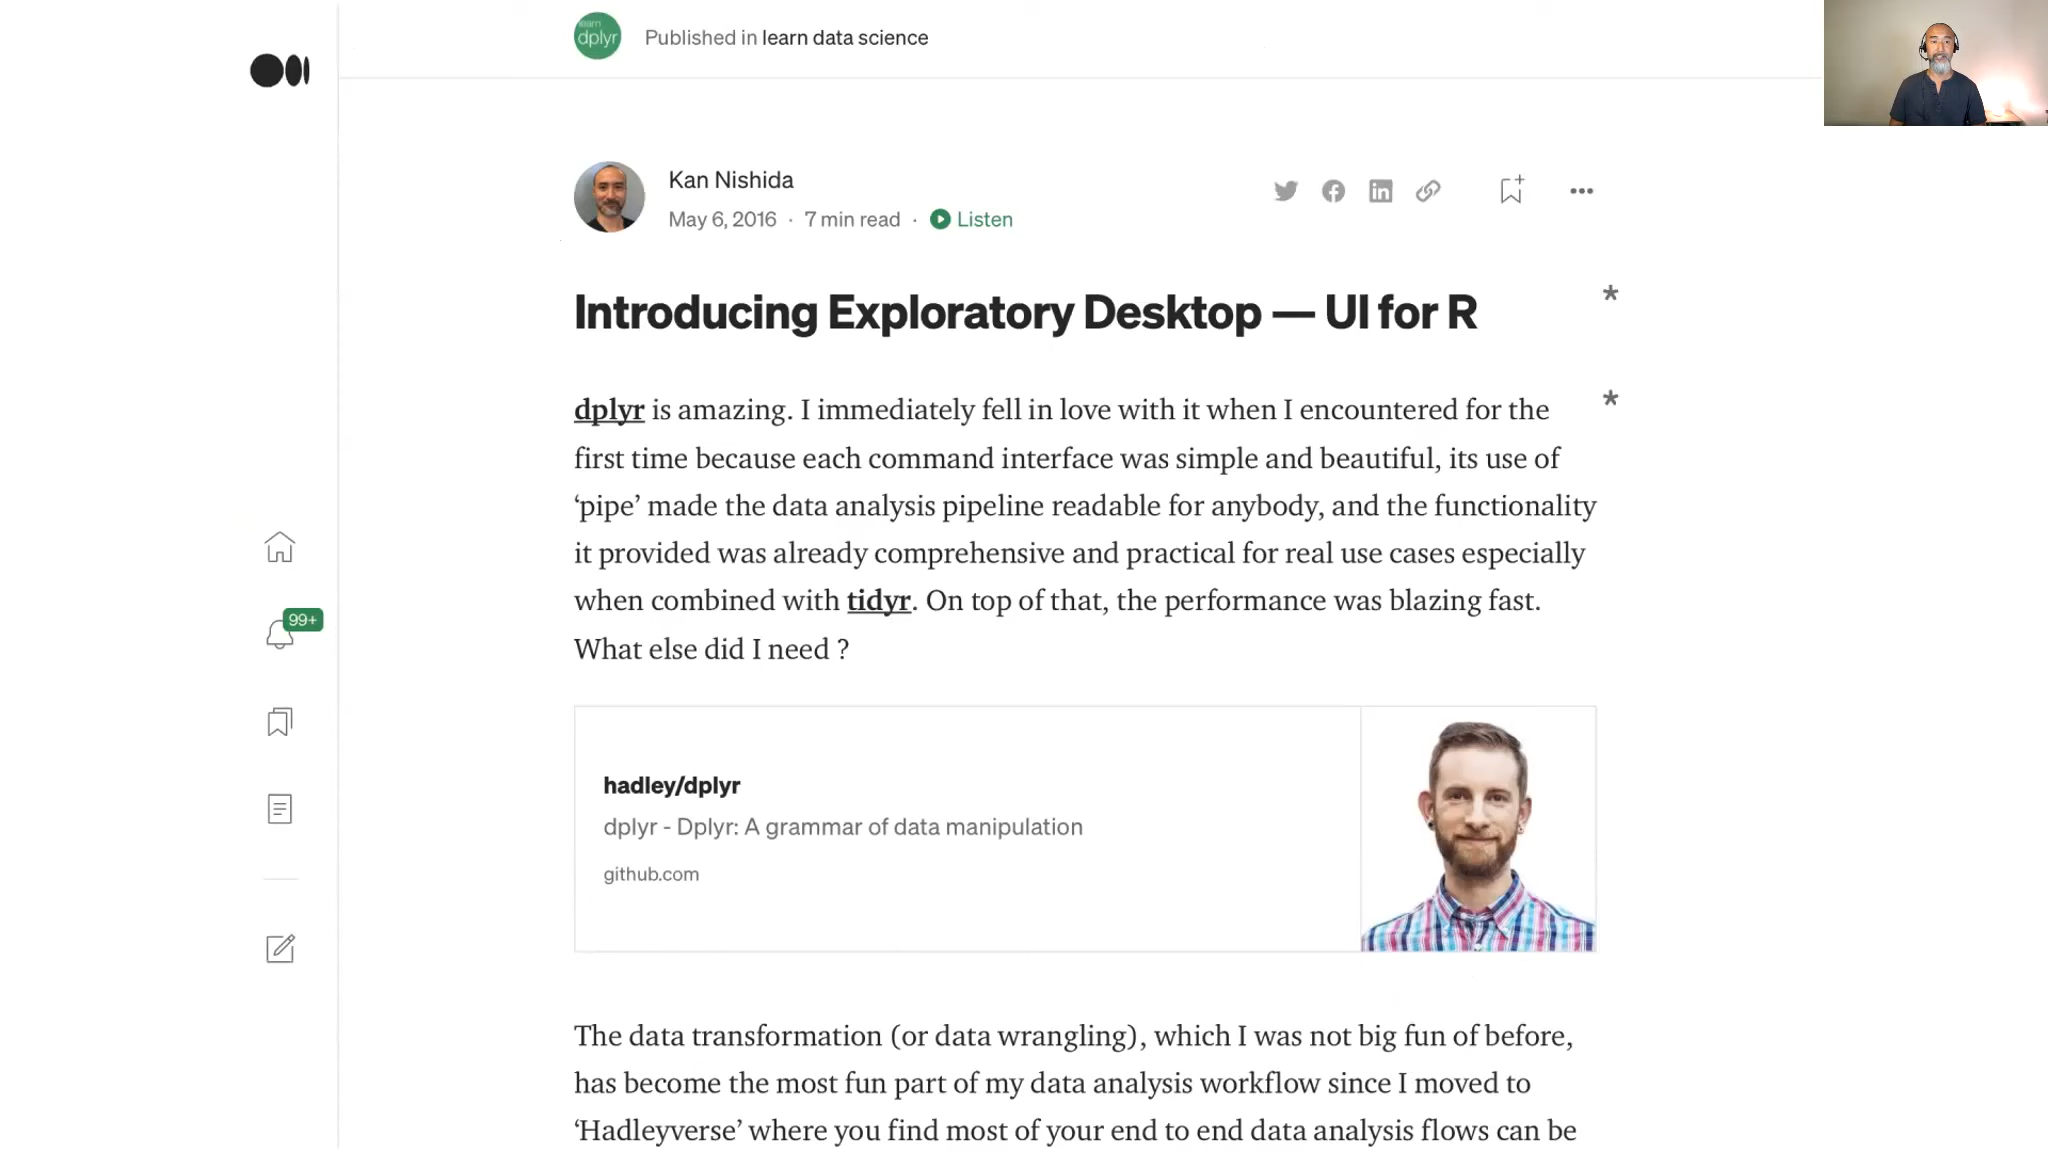 learn
dplyr
Published in learn data science
Kan Nishida
May 6, 2016 · 7 min read · Listen
Introducing Exploratory Desktop — UI for R
*
dplyr is amazing. I immediately fell in love with it when I encountered for the
*
first time because each command interface was simple and beautiful, its use of
‘pipe’ made the data analysis pipeline readable for anybody, and the functionality
it provided was already comprehensive and practical for real use cases especially
when combined with tidyr. On top of that, the performance was blazing fast.
What else did I need ?
99+
hadley/dplyr
dplyr - Dplyr: A grammar of data manipulation
github.com
The data transformation (or data wrangling), which I was not big fun of before,
has become the most fun part of my data analysis workflow since I moved to
‘Hadleyverse’ where you find most of your end to end data analysis flows can be